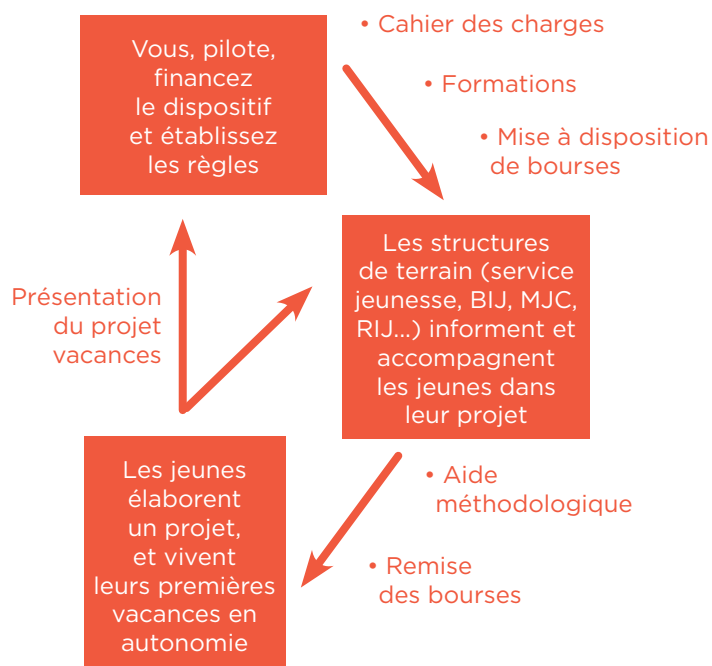 Vous, pilote,
financez
le dispositif
et établissez
les règles
• Cahier des charges
• Formations
• Mise à disposition
de bourses
Les structures
de terrain (service
jeunesse, BIJ, MJC,
RIJ...) informent et
accompagnent
les jeunes dans
leur projet
Présentation
du projet
vacances
Les jeunes
élaborent
un projet,
et vivent
leurs premières
vacances en
autonomie
• Aide
méthodologique
• Remise
des bourses